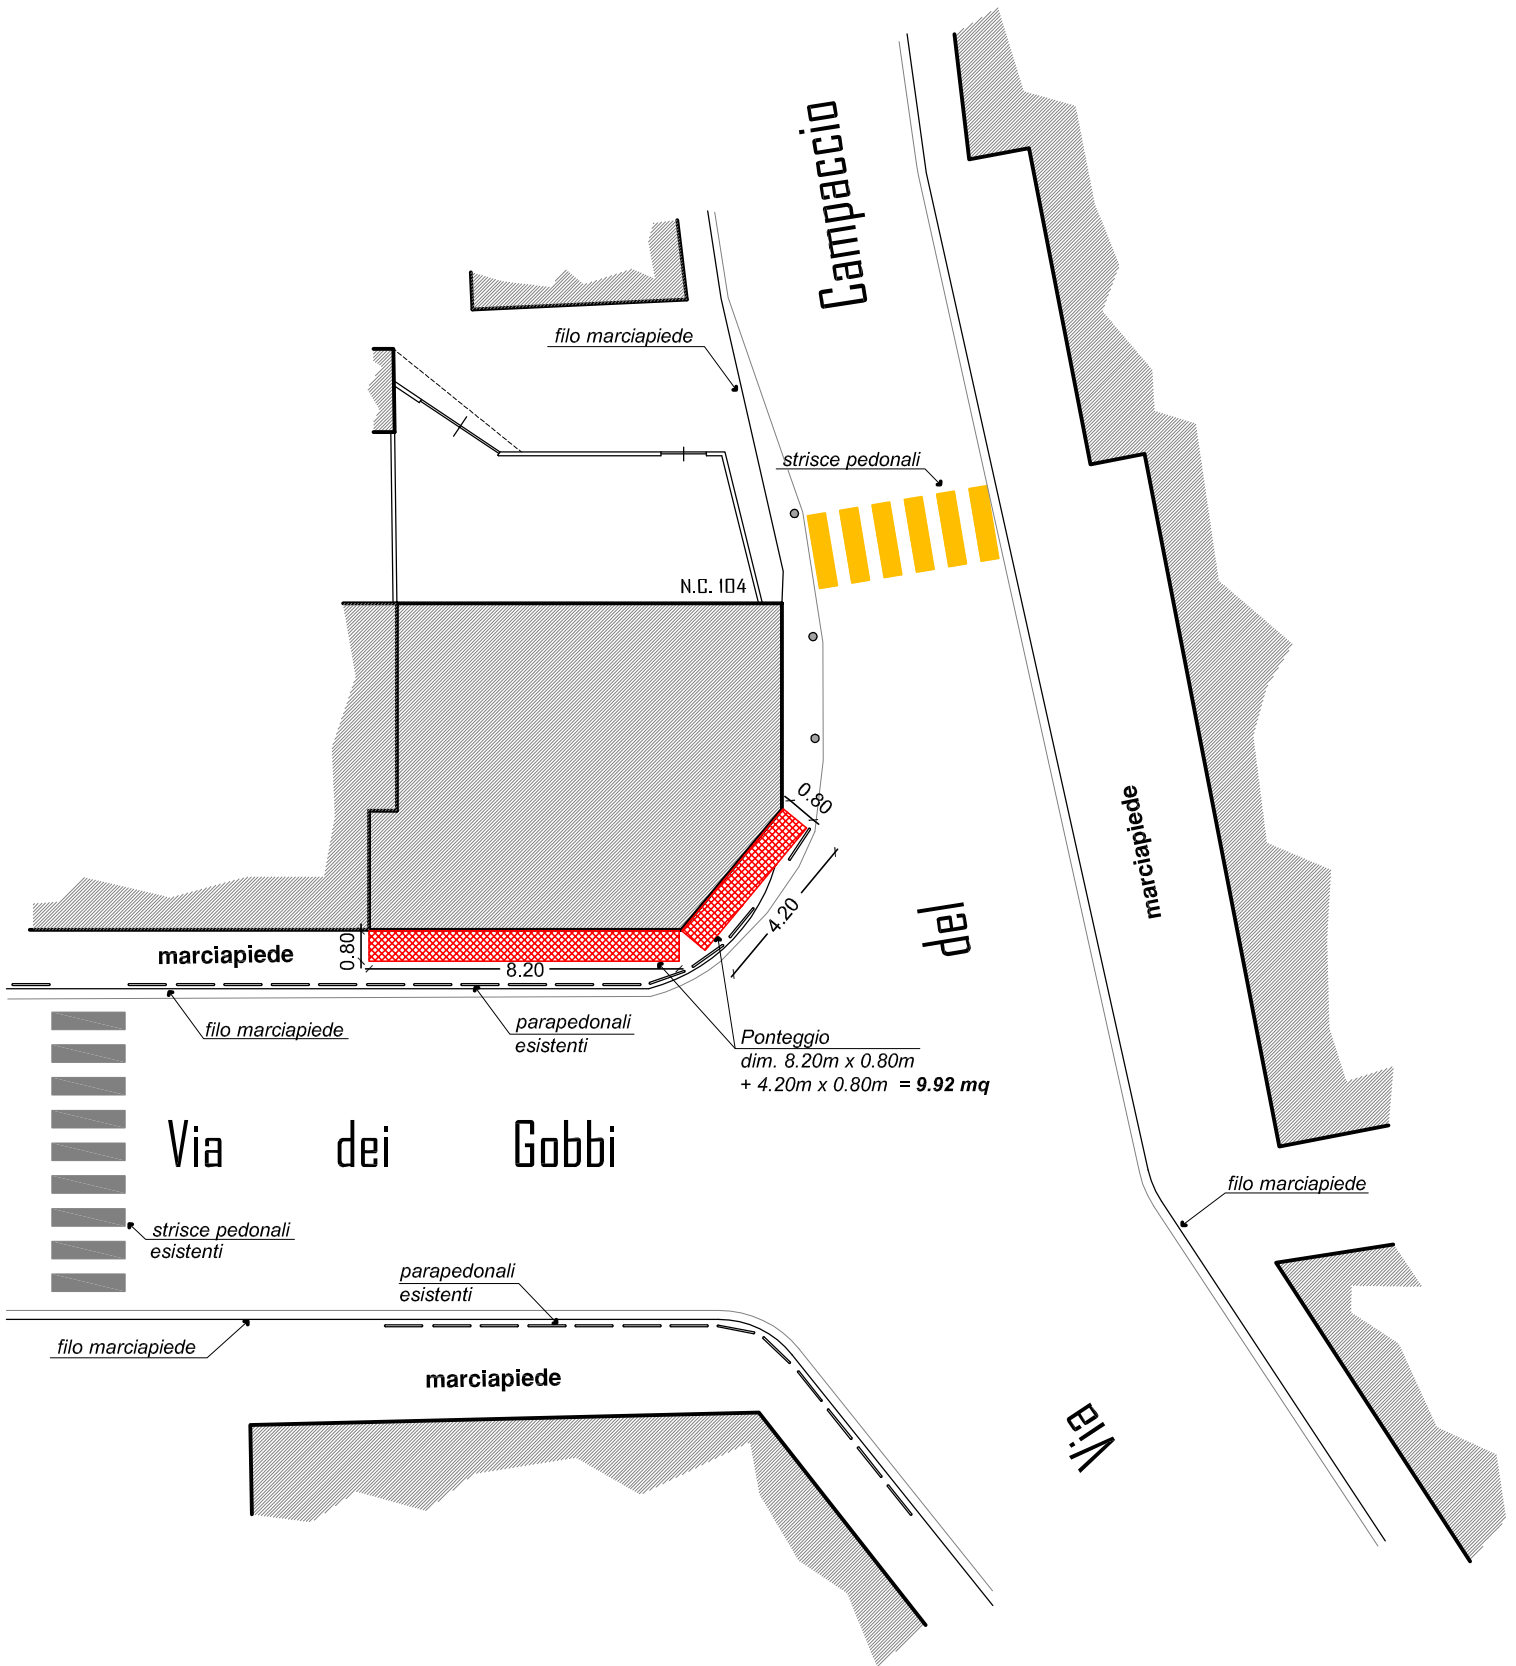 Campaccio
filo marciapiede
strisce pedonali
N.C. 104
0.80
marciapiede
del
4.20
marciapiede
0.80
8.20
filo marciapiede
parapedonali
esistenti
Ponteggio
dim. 8.20m x 0.80m
+ 4.20m x 0.80m = 9.92 mq
Via dei Gobbi
filo marciapiede
strisce pedonali
esistenti
parapedonali
esistenti
filo marciapiede
marciapiede
Via